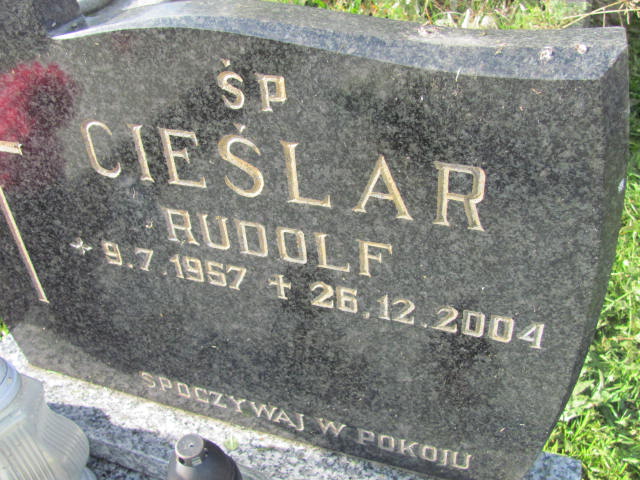 ŚP
CIEŚLAR
RUDOLF
✶ 9.7.1957 ✝ 26.12.2004
SPOCZYWAJ W POKOJU